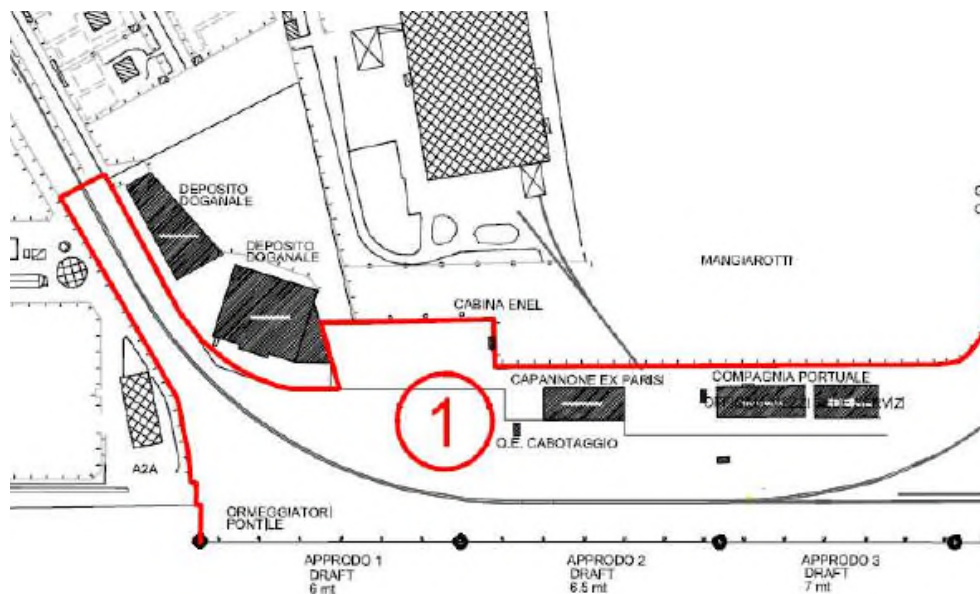 DEPOSITO
DOGANALE
DEPOSITO
DOGANALE
MANGIAROTTI
CABINA ENEL
CAPANNONE EX PARISI
COMPAGNIA PORTUALE
SERVIZI
1
O.E. CABOTAGGIO
A2A
ORMEGGIATORI
PONTILE
APPRODO 1
DRAFT
6 mt
APPRODO 2
DRAFT
6.5 mt
APPRODO 3
DRAFT
7 mt